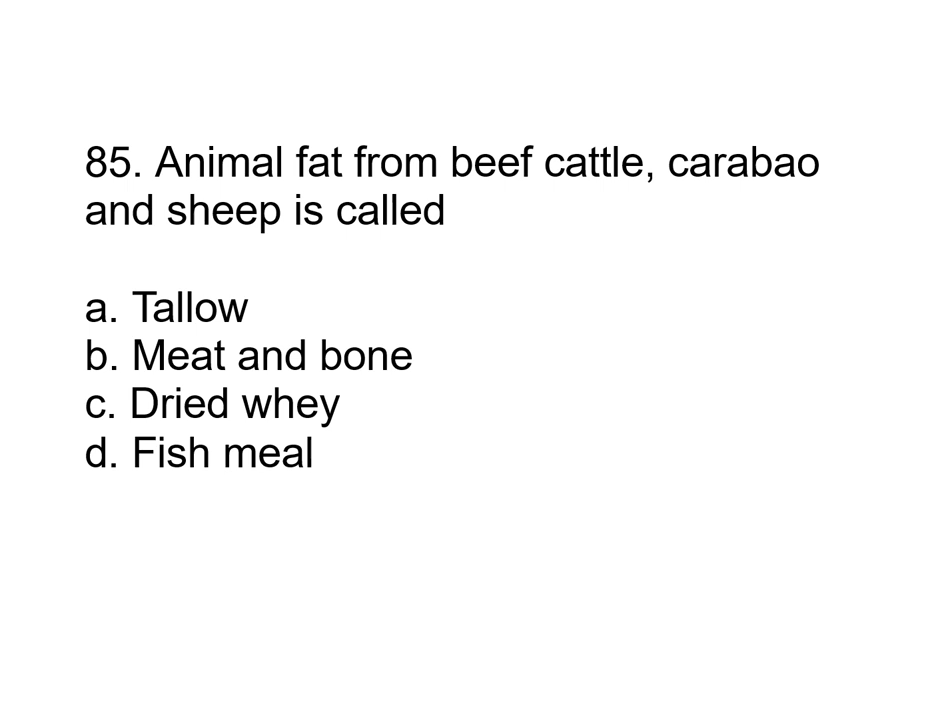 85. Animal fat from beef cattle, carabao
and sheep is called
a. Tallow
b. Meat and bone
c. Dried whey
d. Fish meal